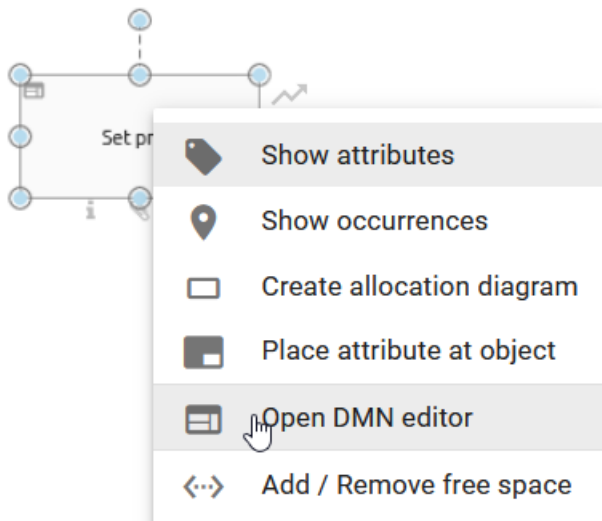 Set pr
Show attributes
Show occurrences
Create allocation diagram
Place attribute at object
Open DMN editor
Add / Remove free space